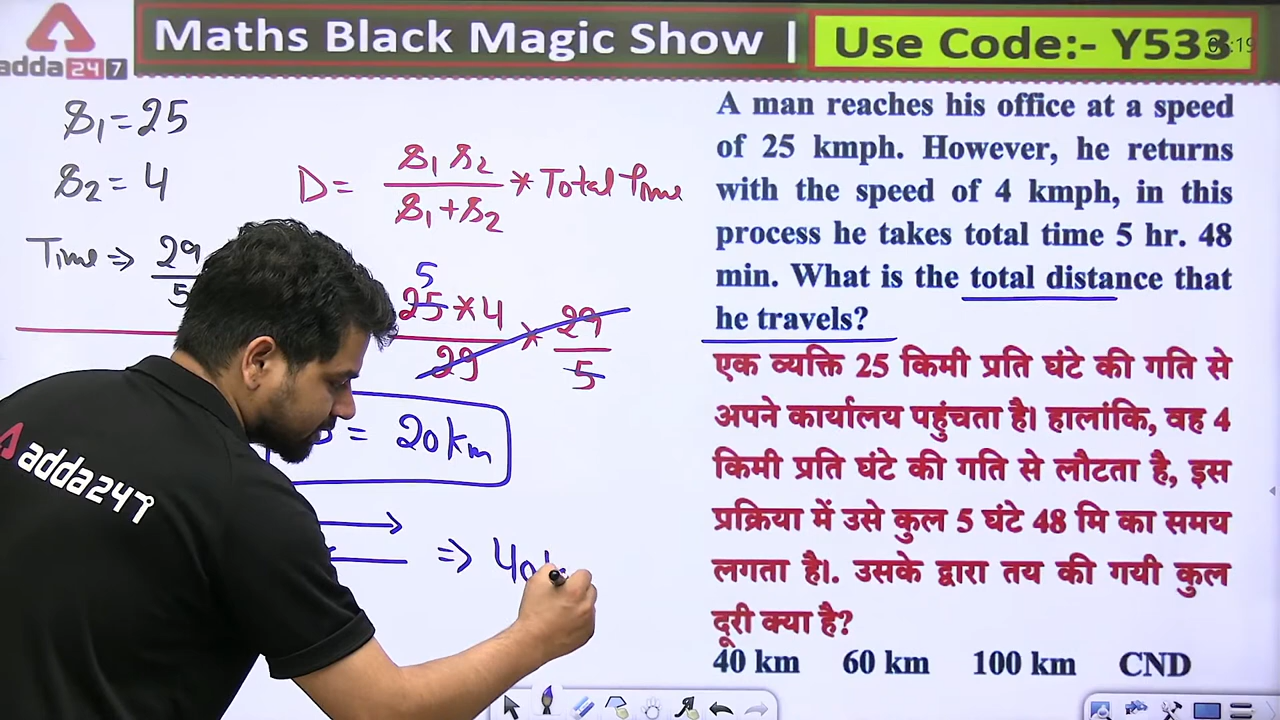 adda247
Maths Black Magic Show | Use Code:- Y533
S₁=25
S₂=4
D= S₁ S₂ / S₁+S₂ * Total Time
Time ⇒ 29/5
5
25*4 / 29 * 29/5
= 20 km
⇒ 40
A man reaches his office at a speed
of 25 kmph. However, he returns
with the speed of 4 kmph, in this
process he takes total time 5 hr. 48
min. What is the total distance that
he travels?
एक व्यक्ति 25 किमी प्रति घंटे की गति से
अपने कार्यालय पहुंचता है। हालांकि, वह 4
किमी प्रति घंटे की गति से लौटता है, इस
प्रक्रिया में उसे कुल 5 घंटे 48 मि का समय
लगता है।. उसके द्वारा तय की गयी कुल
दूरी क्या है?
40 km 60 km 100 km CND
adda247